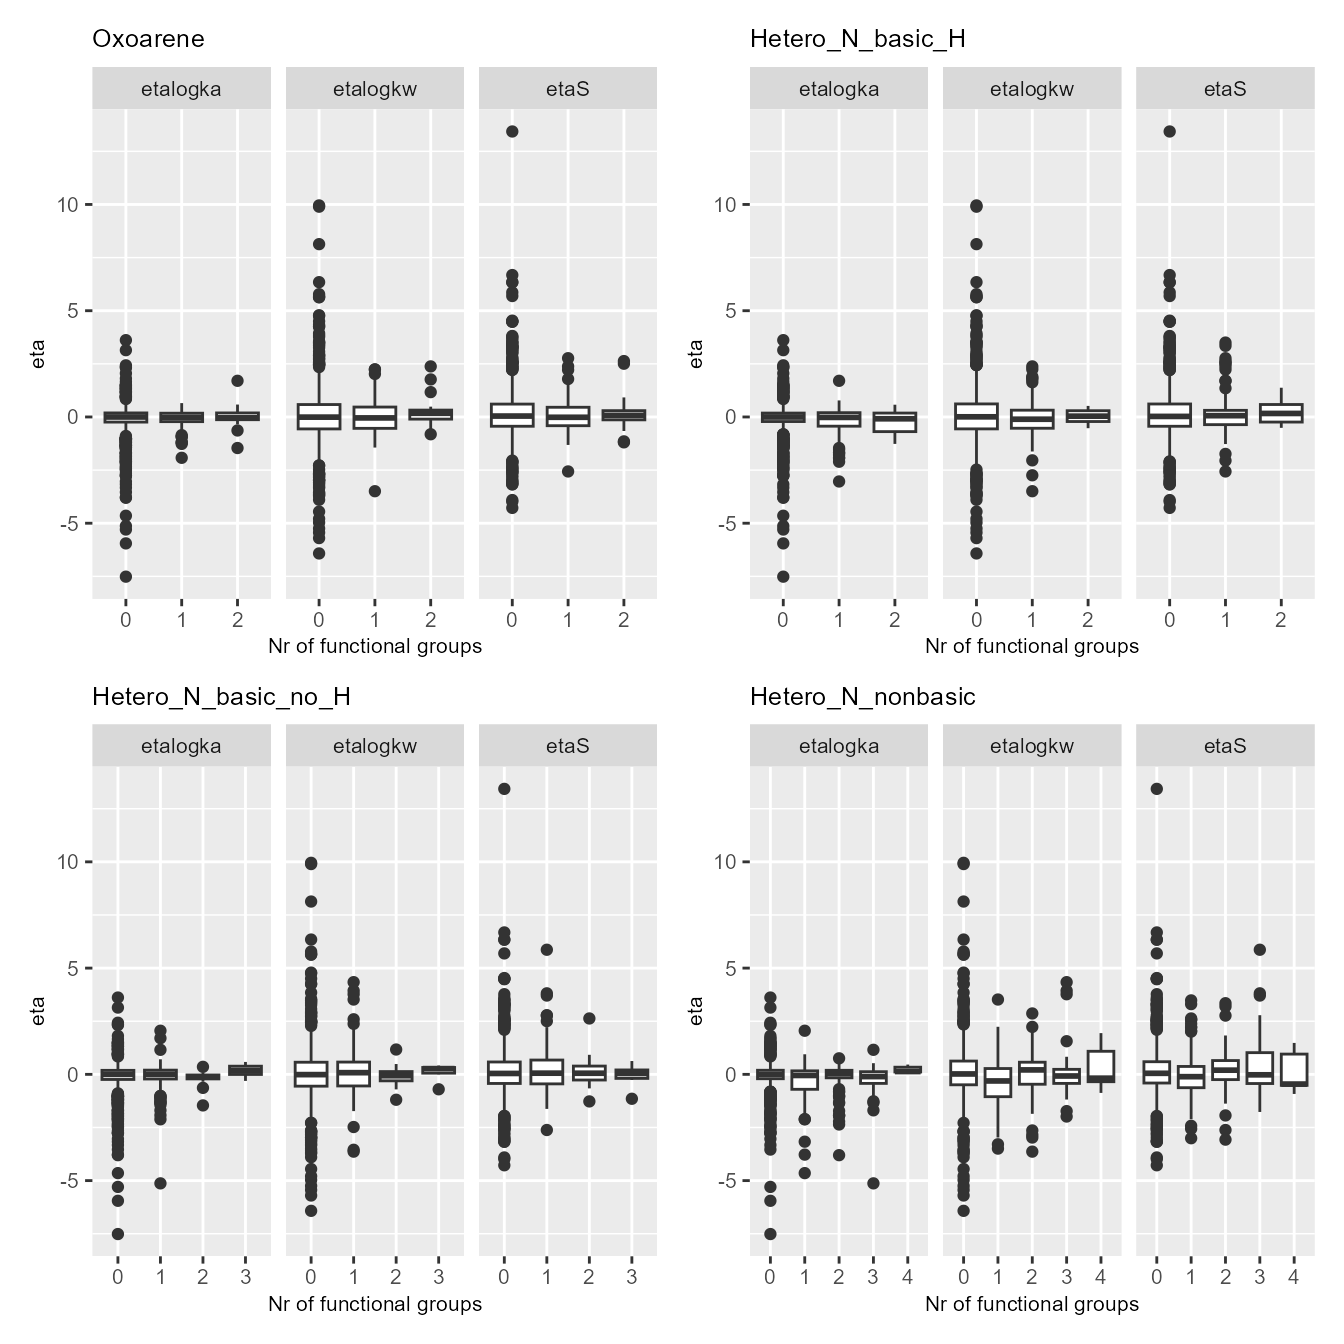 Oxoarene
etalogka etalogkw etaS
10
5
0
-5
eta
0 1 2 0 1 2 0 1 2
Nr of functional groups
Hetero_N_basic_H
etalogka etalogkw etaS
10
5
0
-5
eta
0 1 2 0 1 2 0 1 2
Nr of functional groups
Hetero_N_basic_no_H
etalogka etalogkw etaS
10
5
0
-5
eta
0 1 2 3 0 1 2 3 0 1 2 3
Nr of functional groups
Hetero_N_nonbasic
etalogka etalogkw etaS
10
5
0
-5
eta
0 1 2 3 4 0 1 2 3 4 0 1 2 3 4
Nr of functional groups